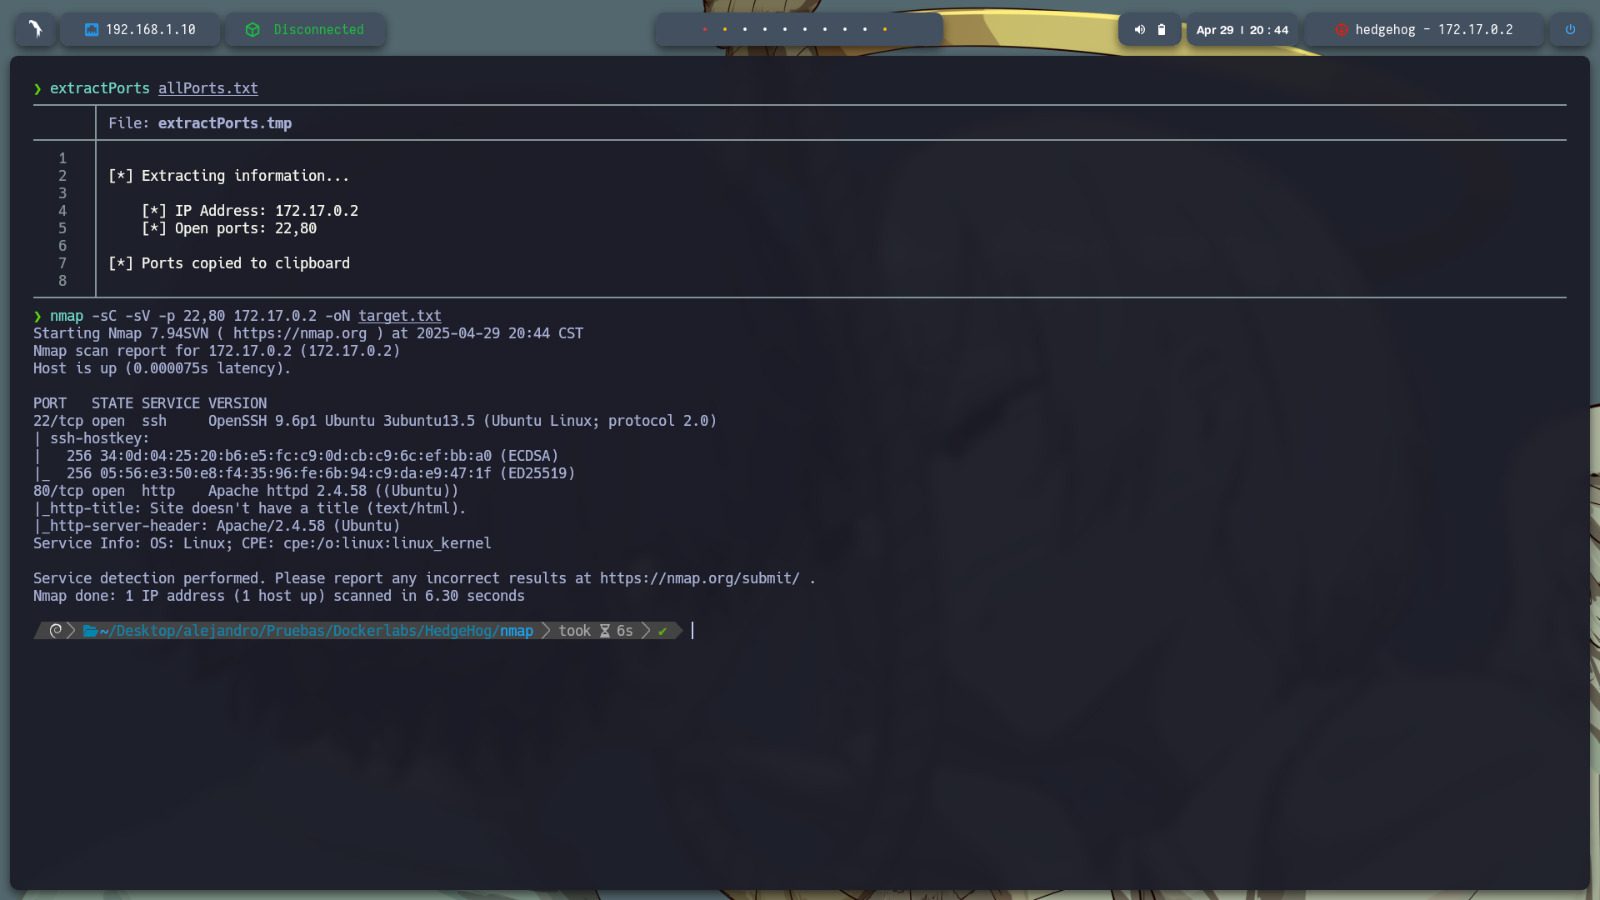 192.168.1.10
Disconnected
Apr 29 | 20 : 44
hedgehog - 172.17.0.2
❯ extractPorts allPorts.txt
File: extractPorts.tmp
1
2 [*] Extracting information...
3
4 [*] IP Address: 172.17.0.2
5 [*] Open ports: 22,80
6
7 [*] Ports copied to clipboard
8
❯ nmap -sC -sV -p 22,80 172.17.0.2 -oN target.txt
Starting Nmap 7.94SVN ( https://nmap.org ) at 2025-04-29 20:44 CST
Nmap scan report for 172.17.0.2 (172.17.0.2)
Host is up (0.000075s latency).
PORT   STATE SERVICE VERSION
22/tcp open  ssh     OpenSSH 9.6p1 Ubuntu 3ubuntu13.5 (Ubuntu Linux; protocol 2.0)
| ssh-hostkey:
|   256 34:0d:04:25:20:b6:e5:fc:c9:0d:cb:c9:6c:ef:bb:a0 (ECDSA)
|_  256 05:56:e3:50:e8:f4:35:96:fe:6b:94:c9:da:e9:47:1f (ED25519)
80/tcp open  http    Apache httpd 2.4.58 ((Ubuntu))
|_http-title: Site doesn't have a title (text/html).
|_http-server-header: Apache/2.4.58 (Ubuntu)
Service Info: OS: Linux; CPE: cpe:/o:linux:linux_kernel
Service detection performed. Please report any incorrect results at https://nmap.org/submit/ .
Nmap done: 1 IP address (1 host up) scanned in 6.30 seconds
~/Desktop/alejandro/Pruebas/Dockerlabs/HedgeHog/nmap took 6s ✔